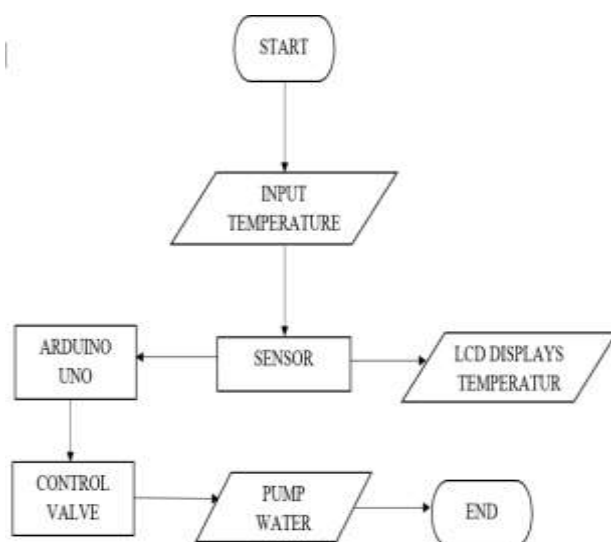 START
INPUT
TEMPERATURE
ARDUINO
UNO
SENSOR
LCD DISPLAYS
TEMPERATUR
CONTROL
VALVE
PUMP
WATER
END